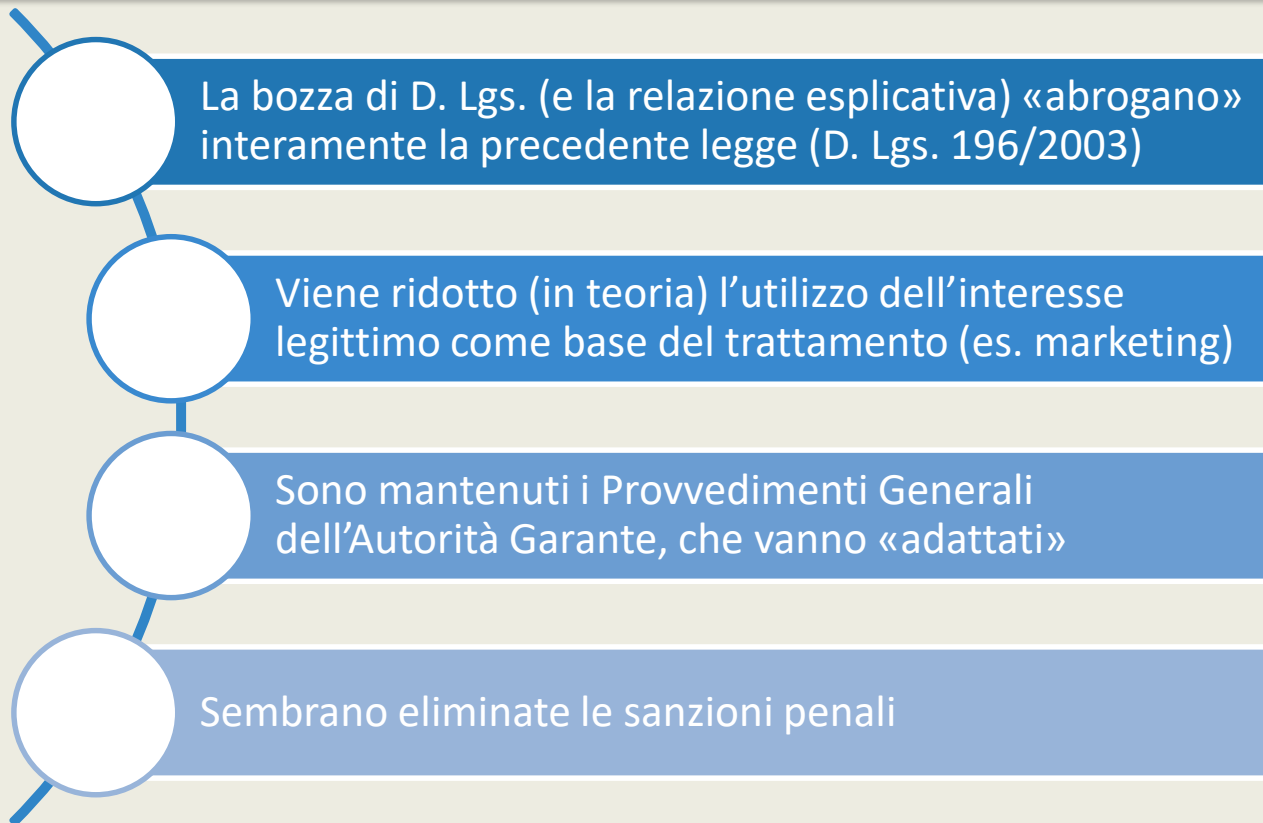 La bozza di D. Lgs. (e la relazione esplicativa) «abrogano»
interamente la precedente legge (D. Lgs. 196/2003)
Viene ridotto (in teoria) l’utilizzo dell’interesse
legittimo come base del trattamento (es. marketing)
Sono mantenuti i Provvedimenti Generali
dell’Autorità Garante, che vanno «adattati»
Sembrano eliminate le sanzioni penali